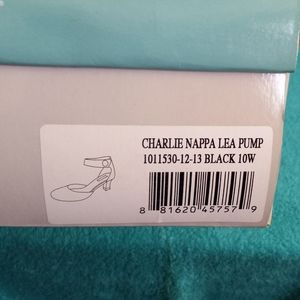 CHARLIE NAPPA LEA PUMP
1011530-12-13 BLACK 10W
8 81620 45757 9